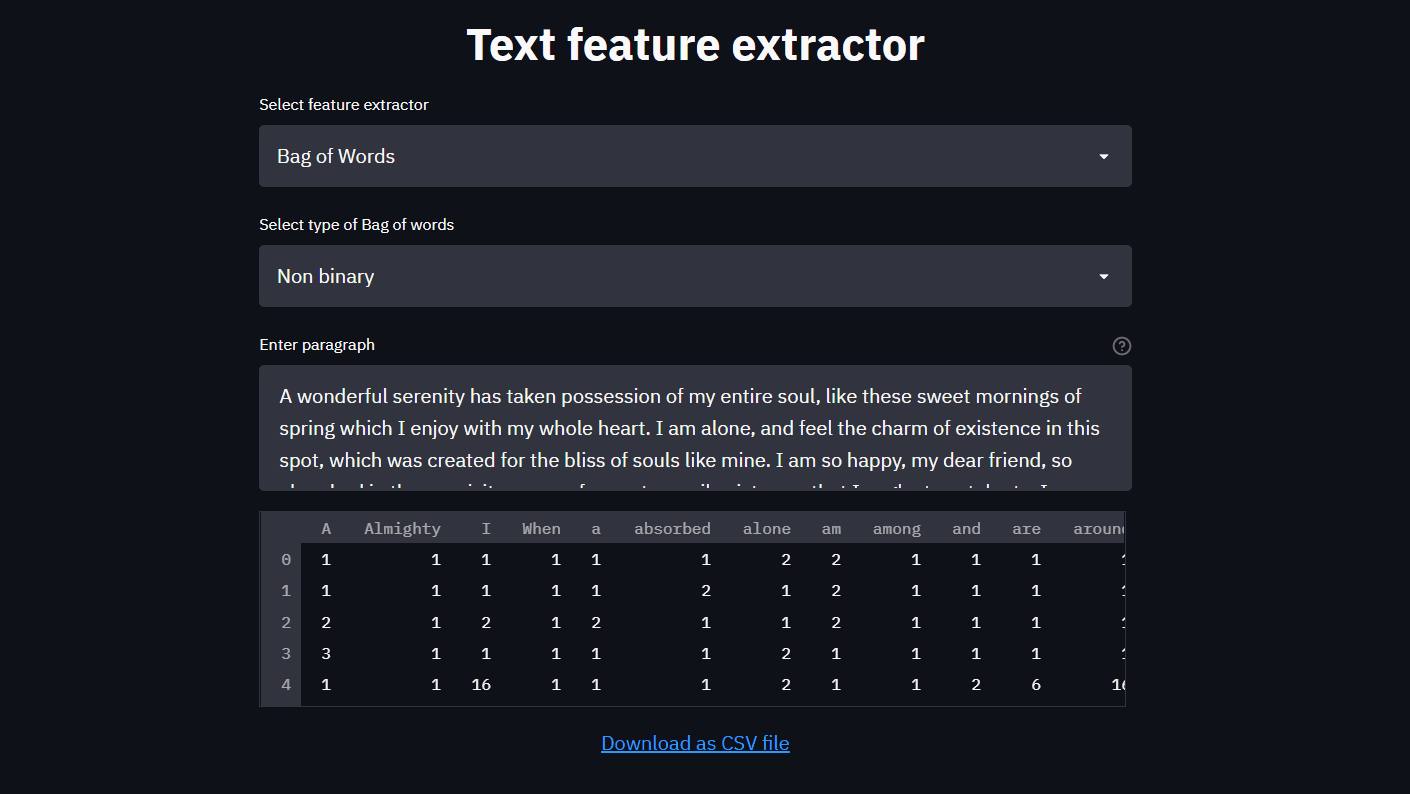 Text feature extractor
Select feature extractor
Bag of Words
Select type of Bag of words
Non binary
Enter paragraph
A wonderful serenity has taken possession of my entire soul, like these sweet mornings of
spring which I enjoy with my whole heart. I am alone, and feel the charm of existence in this
spot, which was created for the bliss of souls like mine. I am so happy, my dear friend, so
A Almighty I When a absorbed alone am among and are aroun
0 1 1 1 1 1 1 2 2 1 1 1 1
1 1 1 1 1 1 2 1 2 1 1 1 1
2 2 1 2 1 2 1 1 2 1 1 1 1
3 3 1 1 1 1 1 2 1 1 1 1 1
4 1 1 16 1 1 1 2 1 1 2 6 16
Download as CSV file